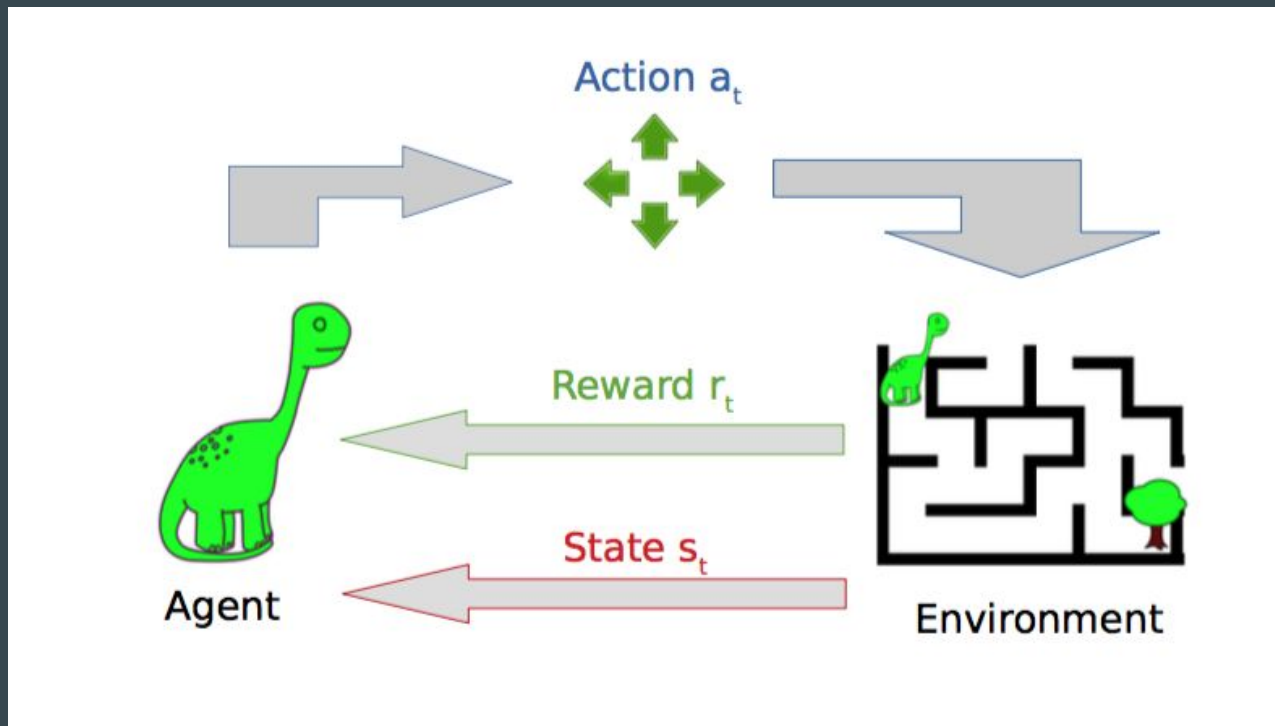 Action a_t
Reward r_t
State s_t
Agent
Environment